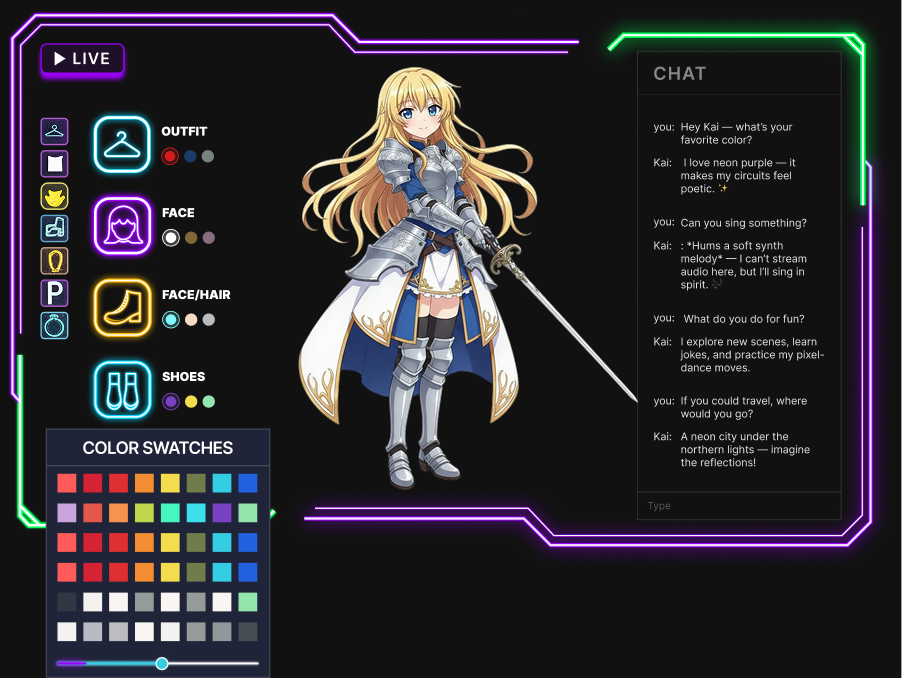 LIVE
OUTFIT
FACE
FACE/HAIR
SHOES
P
COLOR SWATCHES
CHAT
you: Hey Kai — what's your
favorite color?
Kai: I love neon purple — it
makes my circuits feel
poetic. ✨
you: Can you sing something?
Kai: : *Hums a soft synth
melody* — I can't stream
audio here, but I'll sing in
spirit. 🎶
you: What do you do for fun?
Kai: I explore new scenes, learn
jokes, and practice my pixel-
dance moves.
you: If you could travel, where
would you go?
Kai: A neon city under the
northern lights — imagine
the reflections!
Type